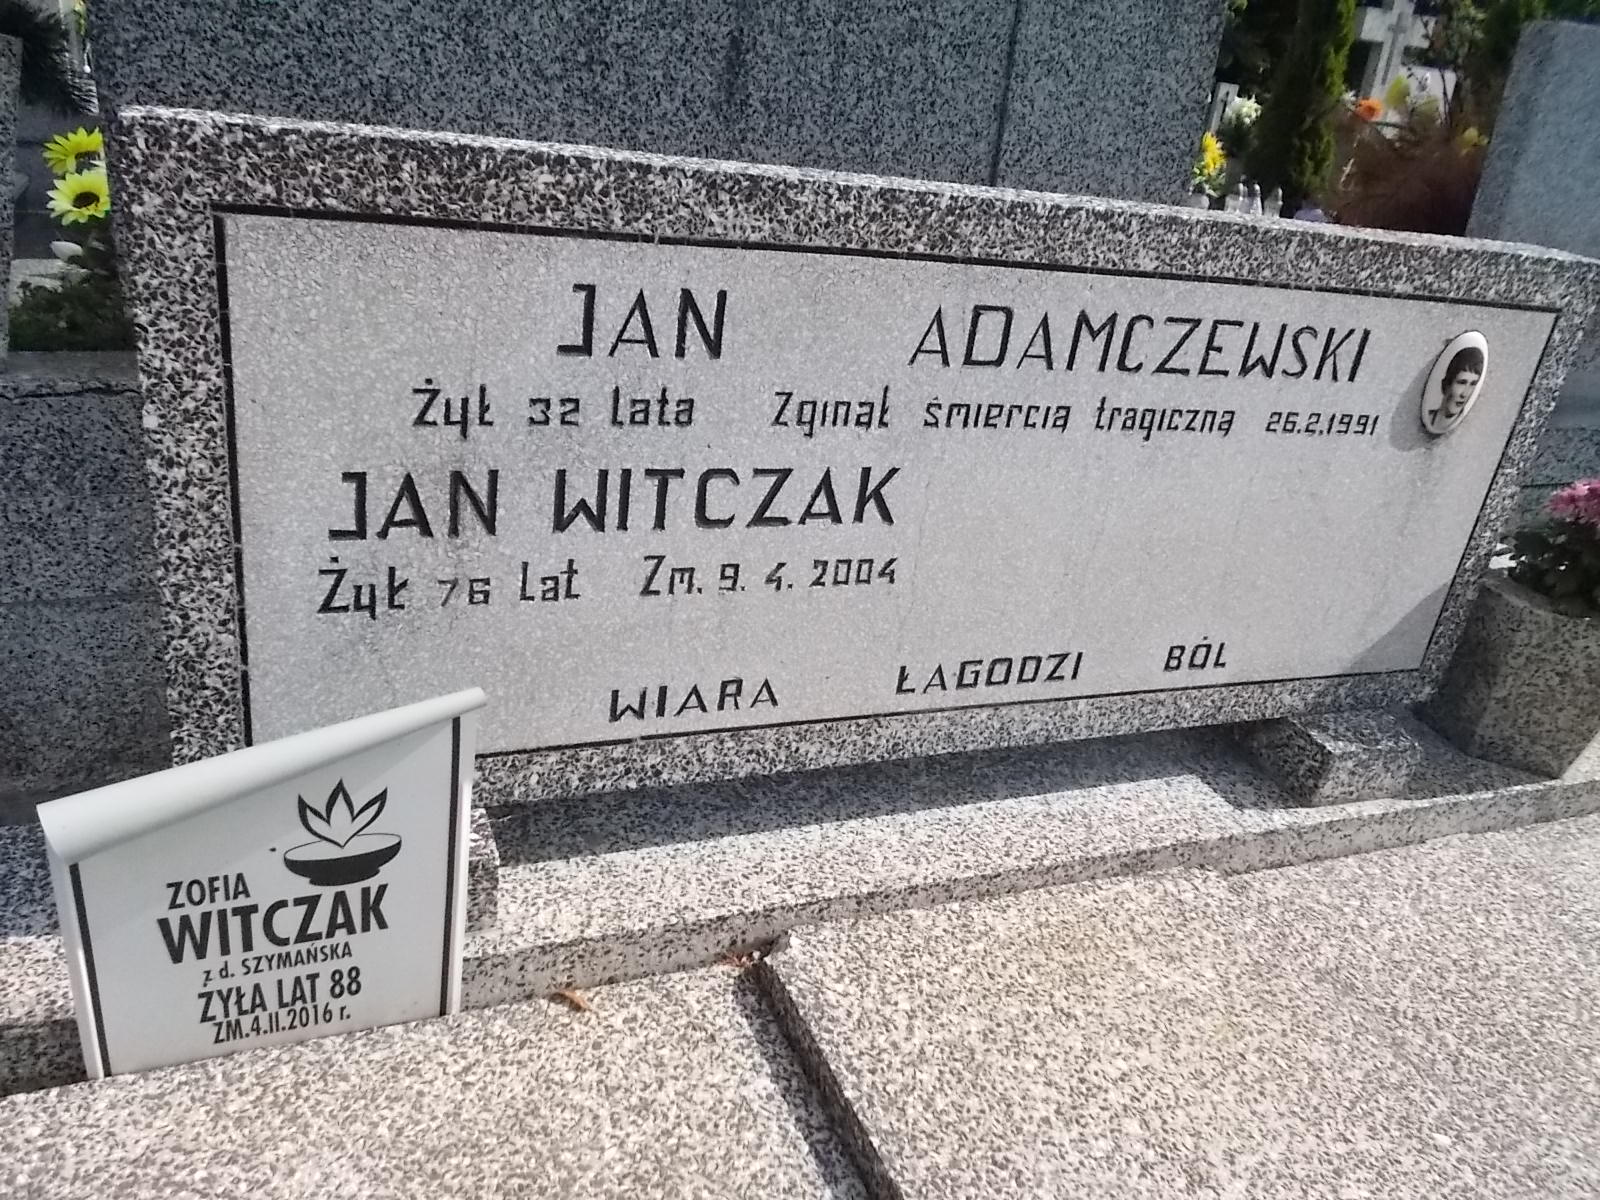 JAN ADAMCZEWSKI
Żył 32 lata Zginął śmiercią tragiczną 26.2.1991
JAN WITCZAK
Żył 76 lat Zm. 9. 4. 2004
WIARA ŁAGODZI BÓL
ZOFIA
WITCZAK
z d. SZYMAŃSKA
ŻYŁA LAT 88
ZM.4.II.2016 r.